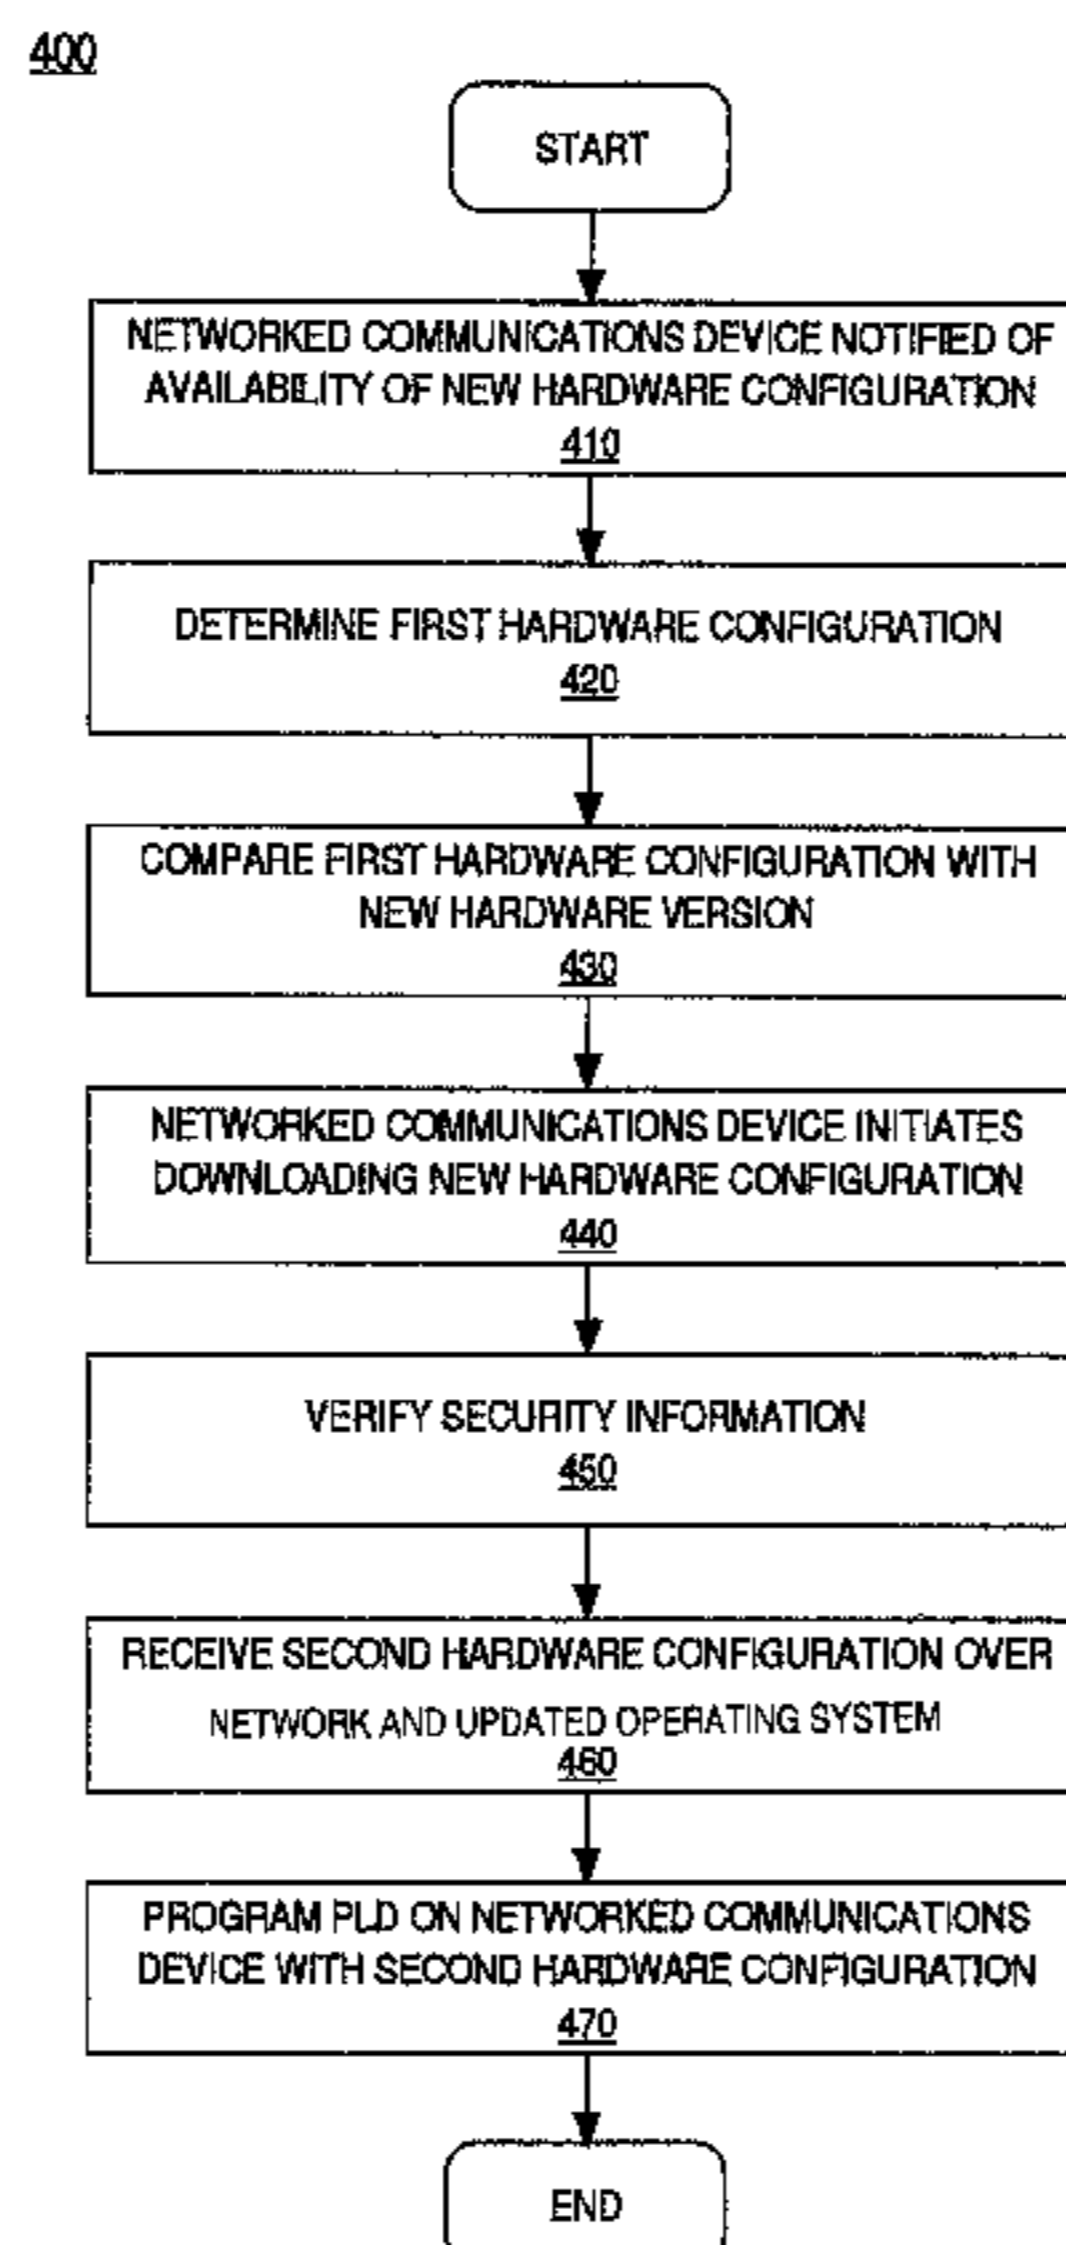 400
START
NETWORKED COMMUNICATIONS DEVICE NOTIFIED OF
AVAILABILITY OF NEW HARDWARE CONFIGURATION
410
DETERMINE FIRST HARDWARE CONFIGURATION
420
COMPARE FIRST HARDWARE CONFIGURATION WITH
NEW HARDWARE VERSION
430
NETWORKED COMMUNICATIONS DEVICE INITIATES
DOWNLOADING NEW HARDWARE CONFIGURATION
440
VERIFY SECURITY INFORMATION
450
RECEIVE SECOND HARDWARE CONFIGURATION OVER
NETWORK AND UPDATED OPERATING SYSTEM
460
PROGRAM PLD ON NETWORKED COMMUNICATIONS
DEVICE WITH SECOND HARDWARE CONFIGURATION
470
END